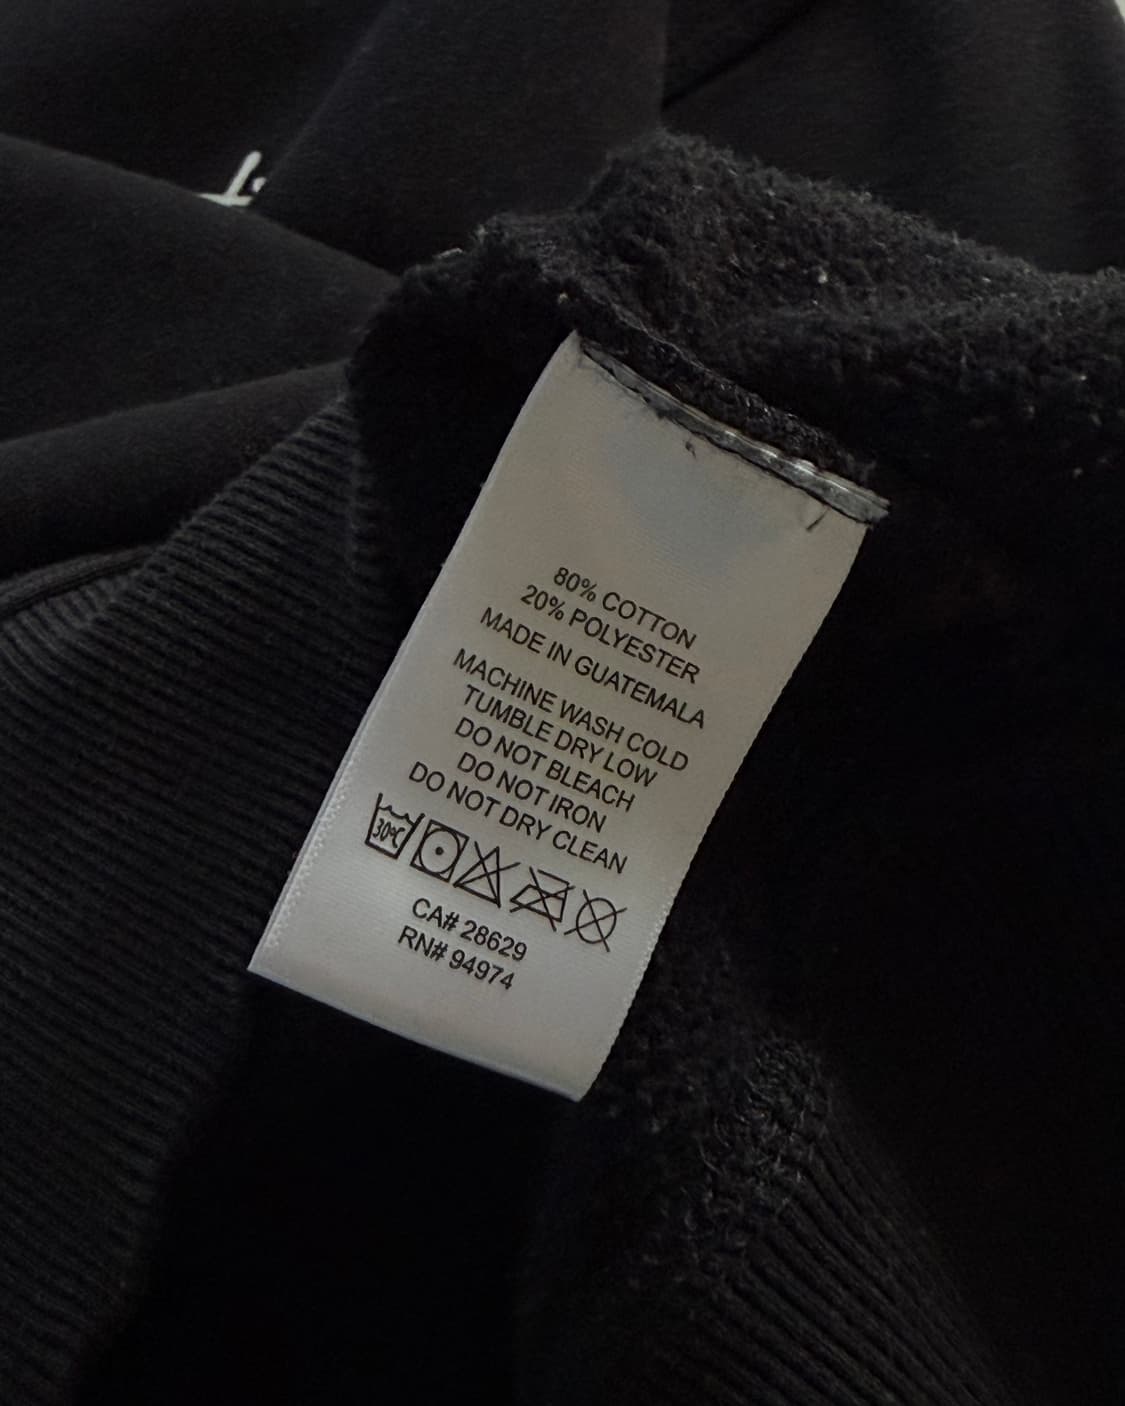 80% COTTON
20% POLYESTER
MADE IN GUATEMALA
MACHINE WASH COLD
TUMBLE DRY LOW
DO NOT BLEACH
DO NOT IRON
DO NOT DRY CLEAN
30°C
CA# 28629
RN# 94974